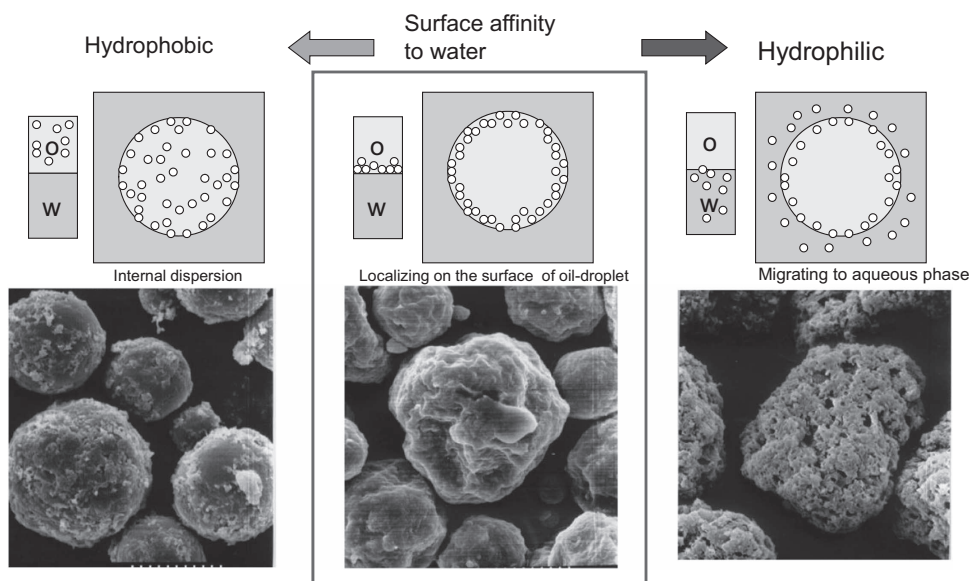 Surface affinity
to water
Hydrophobic
Hydrophilic
O
W
O
W
O
W
Internal dispersion
Localizing on the surface of oil-droplet
Migrating to aqueous phase